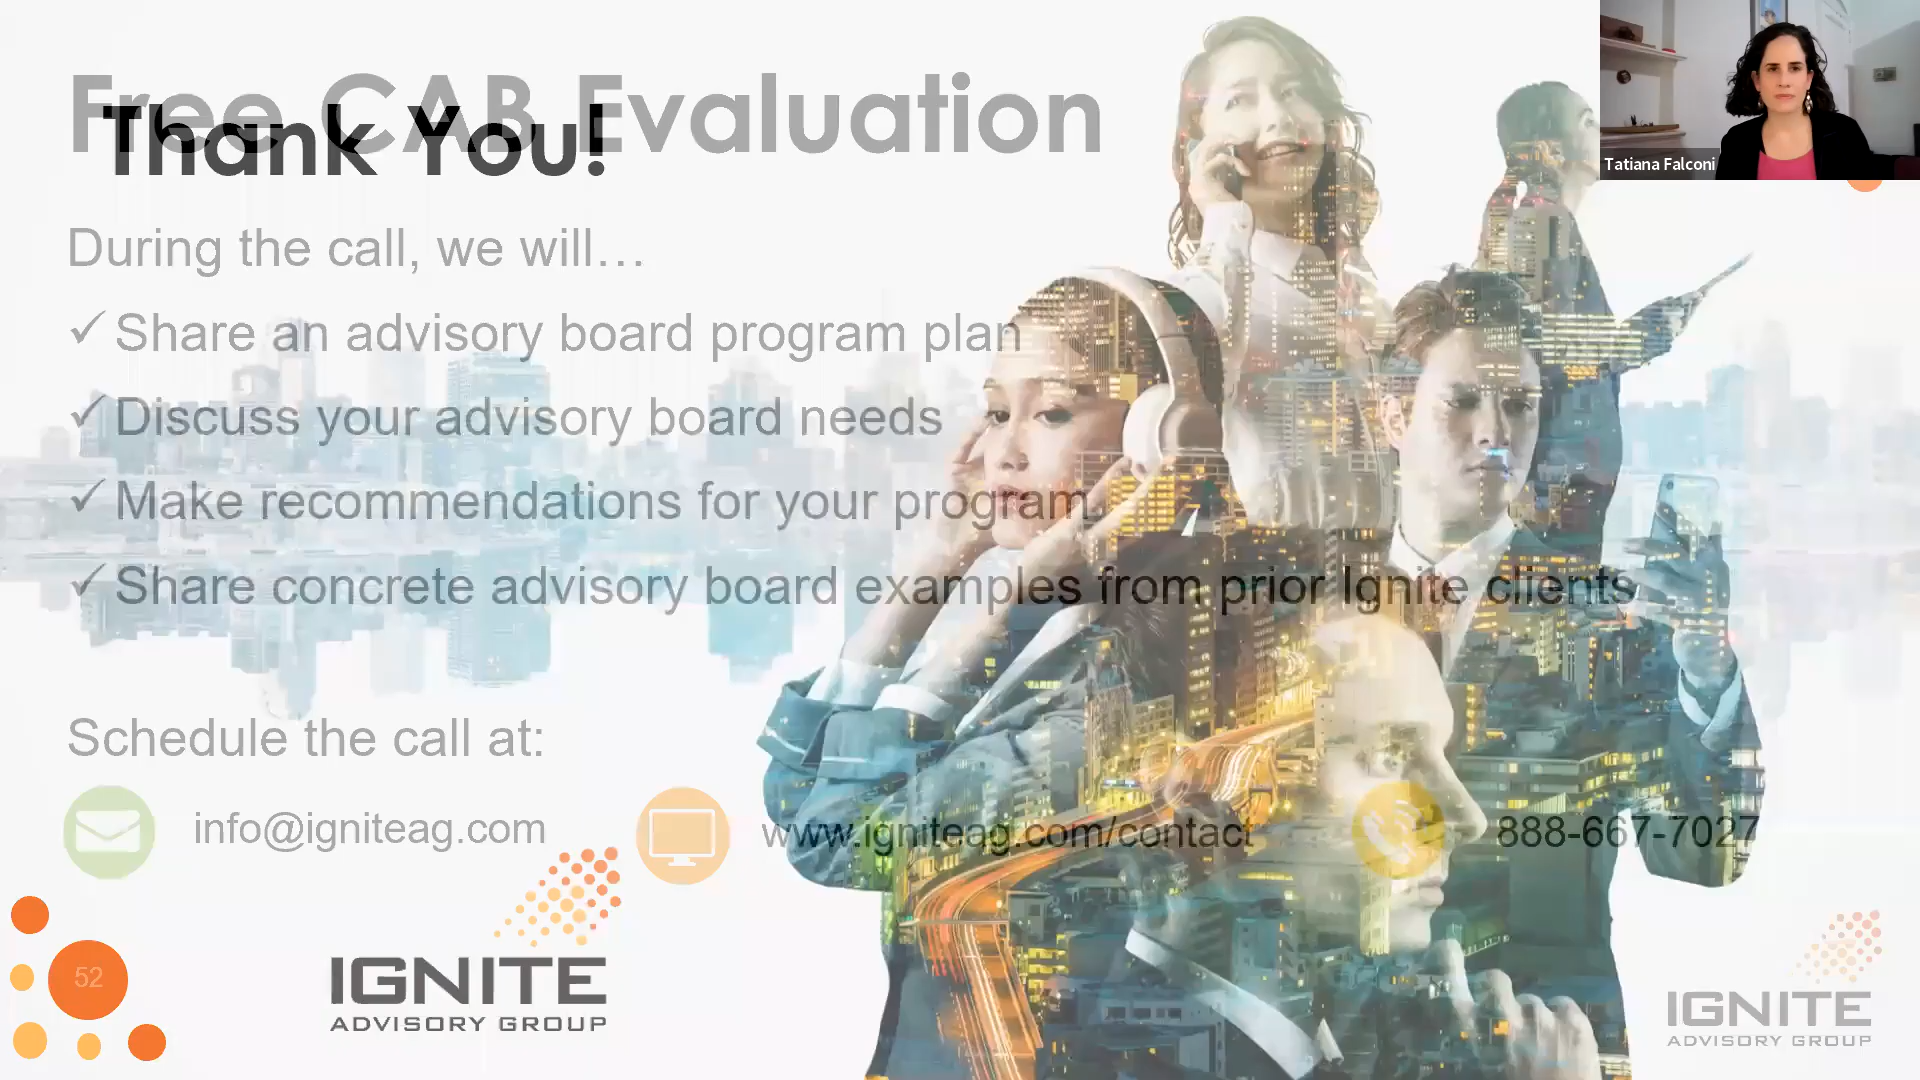 Free CAB Evaluation
Thank You!
Tatiana Falconi
During the call, we will…
✓ Share an advisory board program plan
✓ Discuss your advisory board needs
✓ Make recommendations for your program
✓ Share concrete advisory board examples from prior Ignite clients
Schedule the call at:
info@igniteag.com
www.igniteag.com/contact
888-667-7027
52
IGNITE
ADVISORY GROUP
IGNITE
ADVISORY GROUP